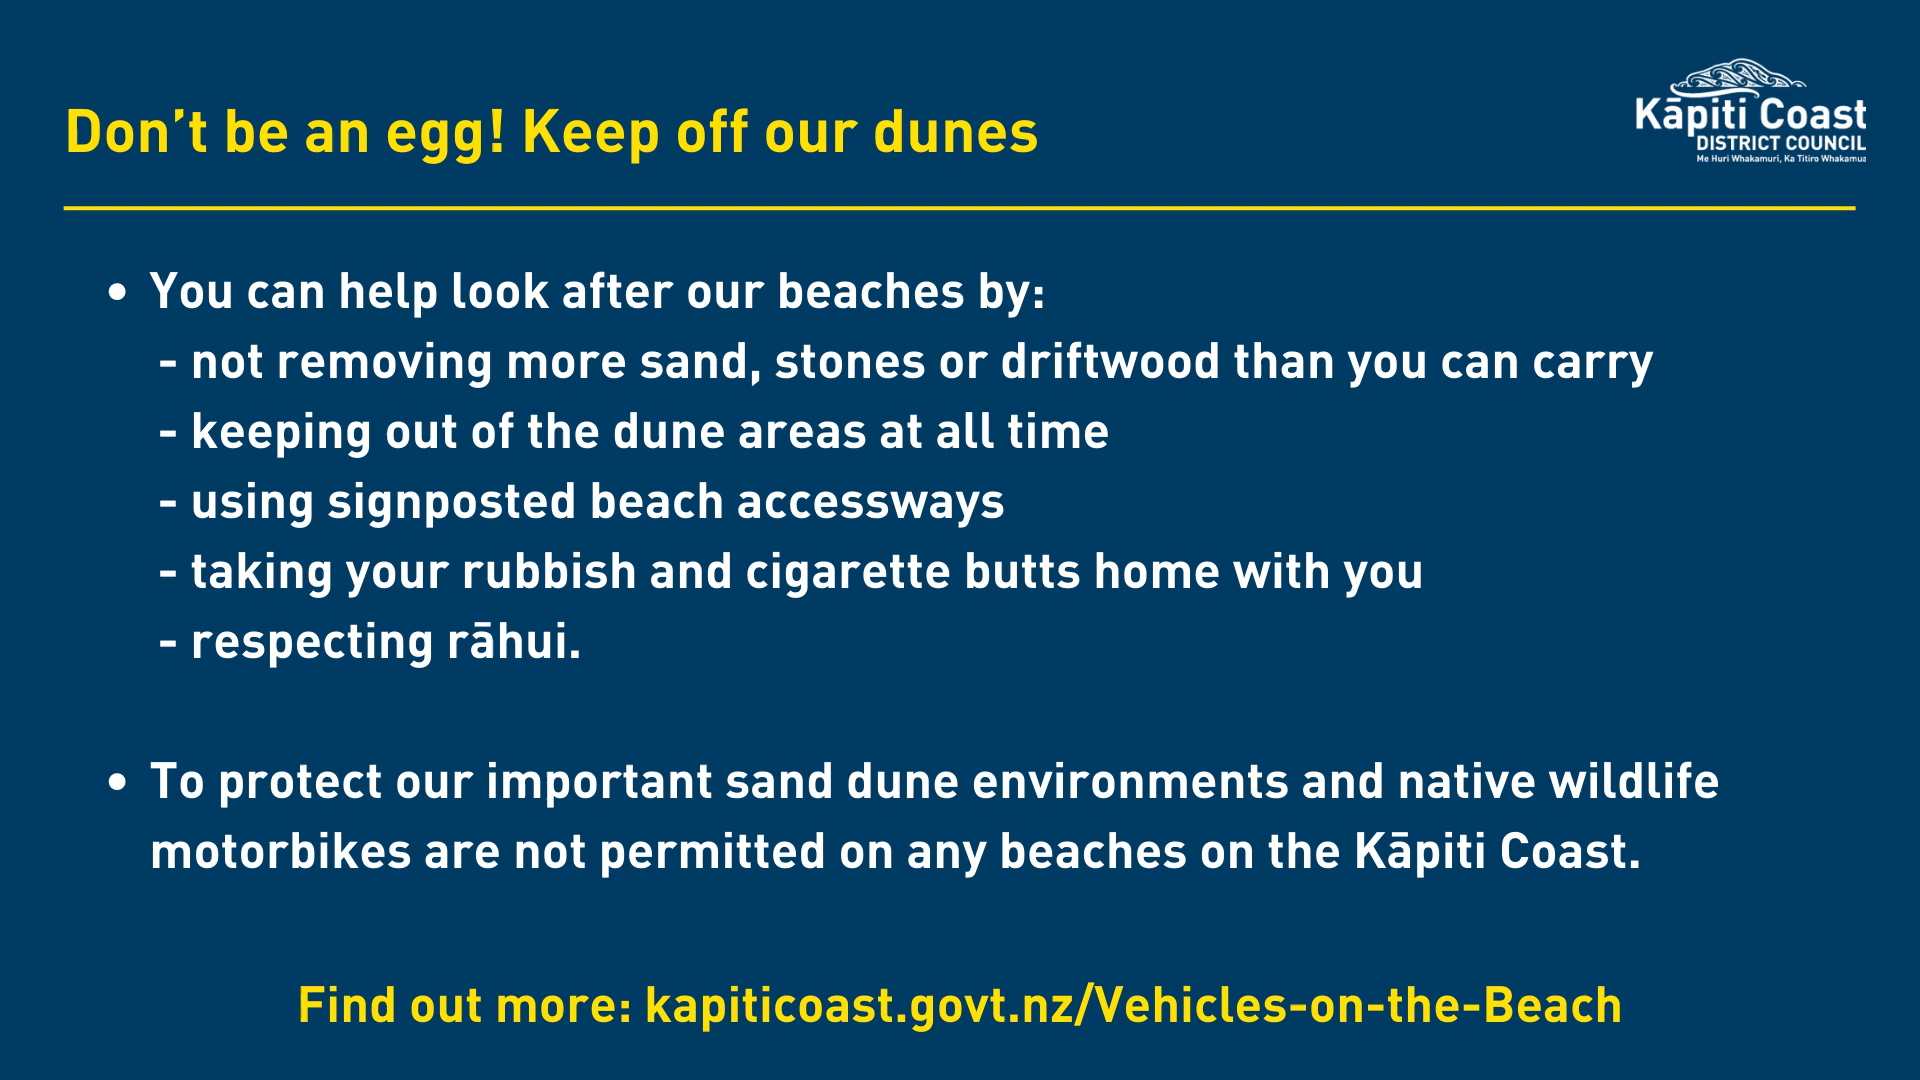 Don’t be an egg! Keep off our dunes
Kāpiti Coast
DISTRICT COUNCIL
Me Huri Whakamuri, Ka Titiro Whakamua
• You can help look after our beaches by:
- not removing more sand, stones or driftwood than you can carry
- keeping out of the dune areas at all time
- using signposted beach accessways
- taking your rubbish and cigarette butts home with you
- respecting rāhui.
• To protect our important sand dune environments and native wildlife
motorbikes are not permitted on any beaches on the Kāpiti Coast.
Find out more: kapiticoast.govt.nz/Vehicles-on-the-Beach